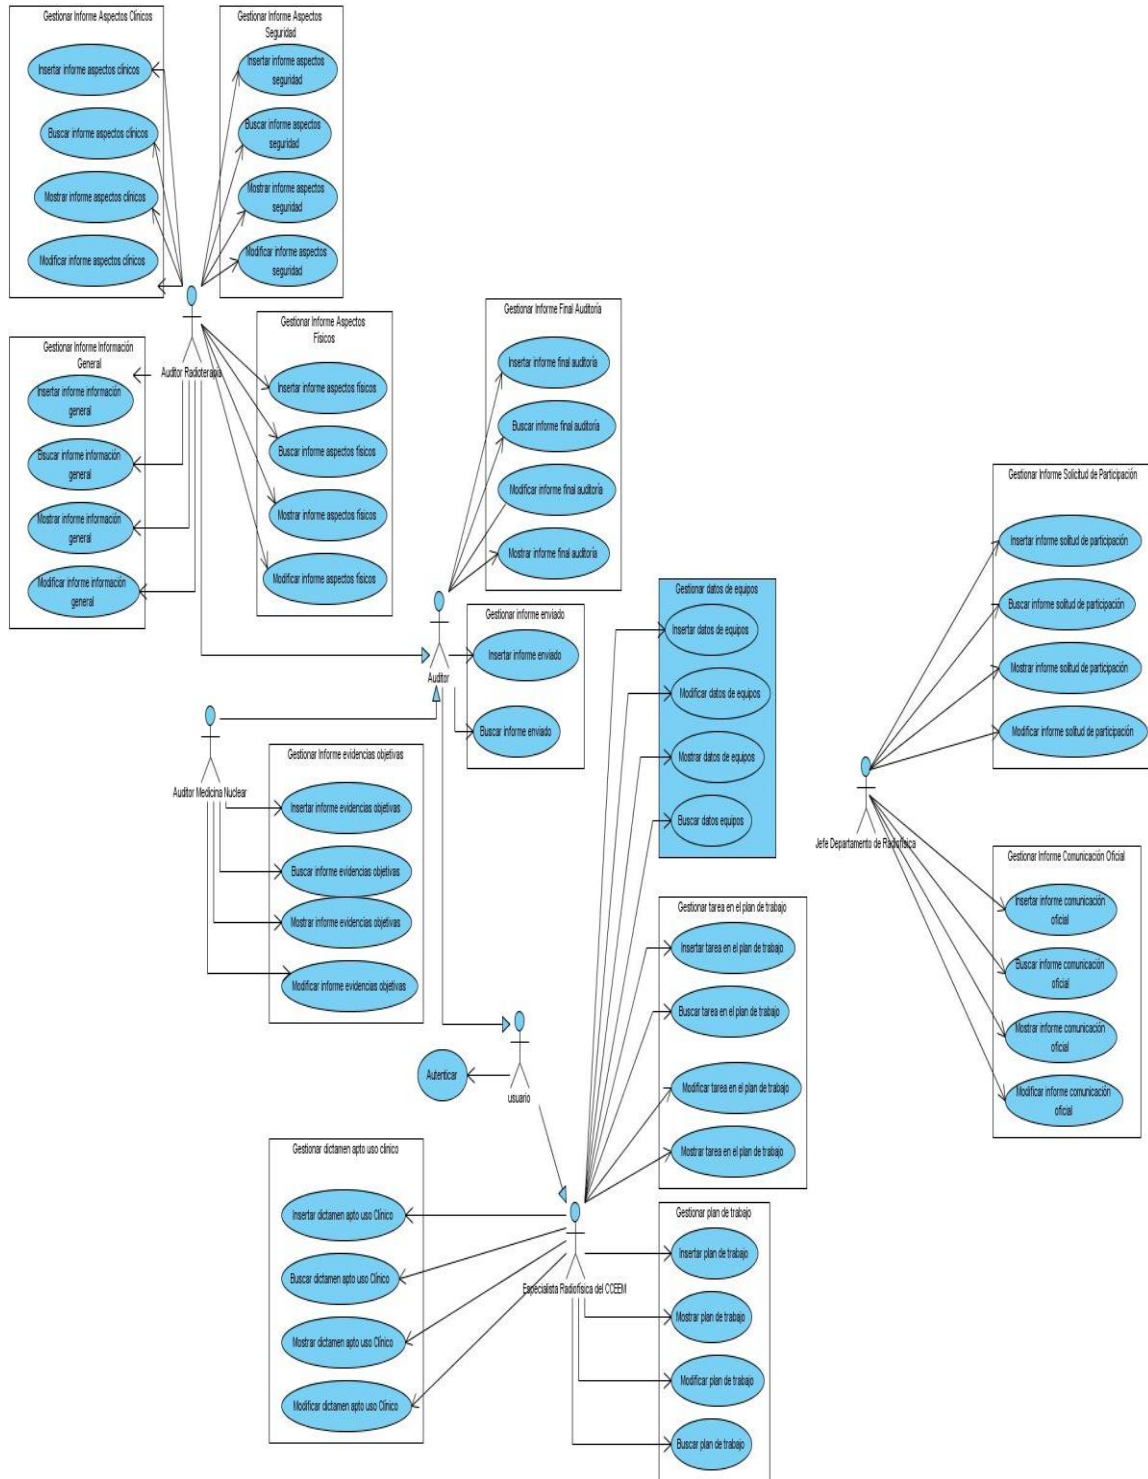 Gestionar Informe Aspectos Clínicos
Insertar informe aspectos clínicos
Buscar informe aspectos clínicos
Mostrar informe aspectos clínicos
Modificar informe aspectos clínicos
Gestionar Informe Aspectos
Seguridad
Insertar informe aspectos
seguridad
Buscar informe aspectos
seguridad
Mostrar informe aspectos
seguridad
Modificar informe aspectos
seguridad
Auditor Radioterapia
Gestionar Informe Información
General
Insertar informe información
general
Bsucar informe información
general
Mostrar informe información
general
Modificar informe información
general
Gestionar Informe Aspectos
Físicos
Insertar informe aspectos físicos
Buscar informe aspectos físicos
Mostrar informe aspectos físicos
Modificar informe aspectos físicos
Gestionar Informe Final Auditoría
Insertar informe final auditoría
Buscar informe final auditoría
Modificar informe final auditoría
Mostrar informe final auditoría
Auditor
Gestionar informe enviado
Insertar informe enviado
Buscar informe enviado
Gestionar datos de equipos
Insertar datos de equipos
Modificar datos de equipos
Mostrar datos de equipos
Buscar datos equipos
Gestionar Informe Solicitud de Participación
Insertar informe solitud de participación
Buscar informe solitud de participación
Mostrar informe solitud de participación
Modificar informe solitud de participación
Jefe Departamento de Radiofísica
Gestionar Informe Comunicación Oficial
Insertar informe comunicación
oficial
Buscar informe comunicación
oficial
Mostrar informe comunicación
oficial
Modificar informe comunicación
oficial
Auditor Medicina Nuclear
Gestionar Informe evidencias objetivas
Insertar informe evidencias objetivas
Buscar informe evidencias objetivas
Mostrar informe evidencias objetivas
Modificar informe evidencias objetivas
Autenticar
usuario
Gestionar tarea en el plan de trabajo
Insertar tarea en el plan de trabajo
Buscar tarea en el plan de trabajo
Modificar tarea en el plan de trabajo
Mostrar tarea en el plan de trabajo
Gestionar dictamen apto uso clínico
Insertar dictamen apto uso Clínico
Buscar dictamen apto uso Clínico
Mostrar dictamen apto uso Clínico
Modificar dictamen apto uso Clínico
Especialista Radiofísica del CCEEM
Gestionar plan de trabajo
Insertar plan de trabajo
Mostrar plan de trabajo
Modificar plan de trabajo
Buscar plan de trabajo